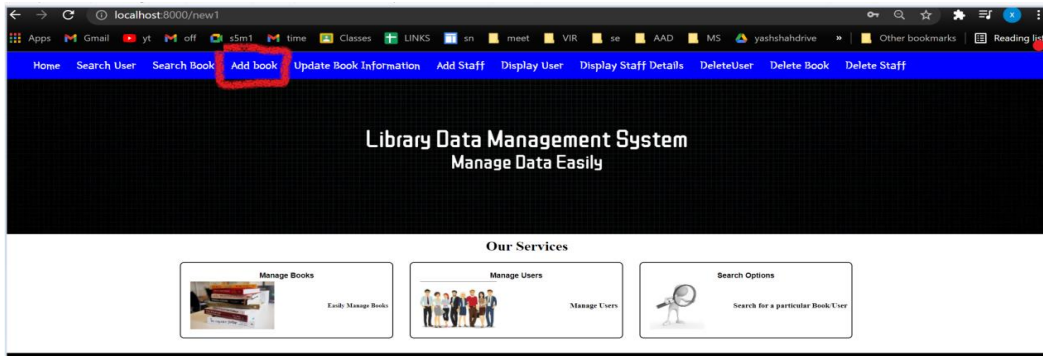 localhost:8000/new1
Apps Gmail yt off s5m1 time Classes LINKS sn meet VIR se AAD MS yashshahdrive » Other bookmarks Reading list
Home Search User Search Book Add book Update Book Information Add Staff Display User Display Staff Details DeleteUser Delete Book Delete Staff
Library Data Management System
Manage Data Easily
Our Services
Manage Books Manage Users Search Options
Easily Manage Books Manage Users Search for a particular Book/User